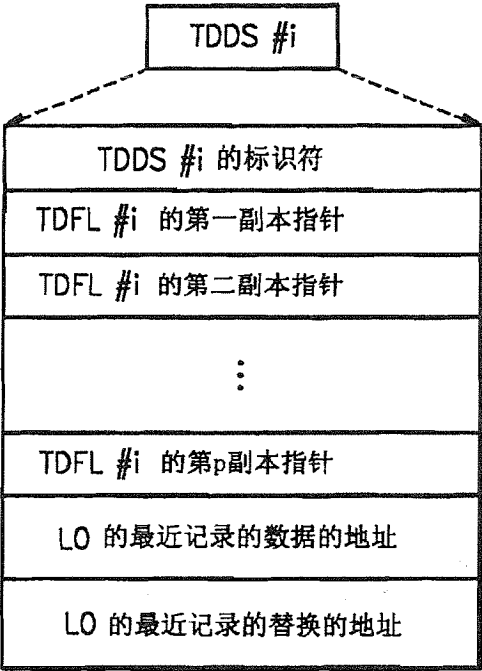 TDDS #i
TDDS #i 的标识符
TDFL #i 的第一副本指针
TDFL #i 的第二副本指针
⋮
TDFL #i 的第p副本指针
L0 的最近记录的数据的地址
L0 的最近记录的替换的地址